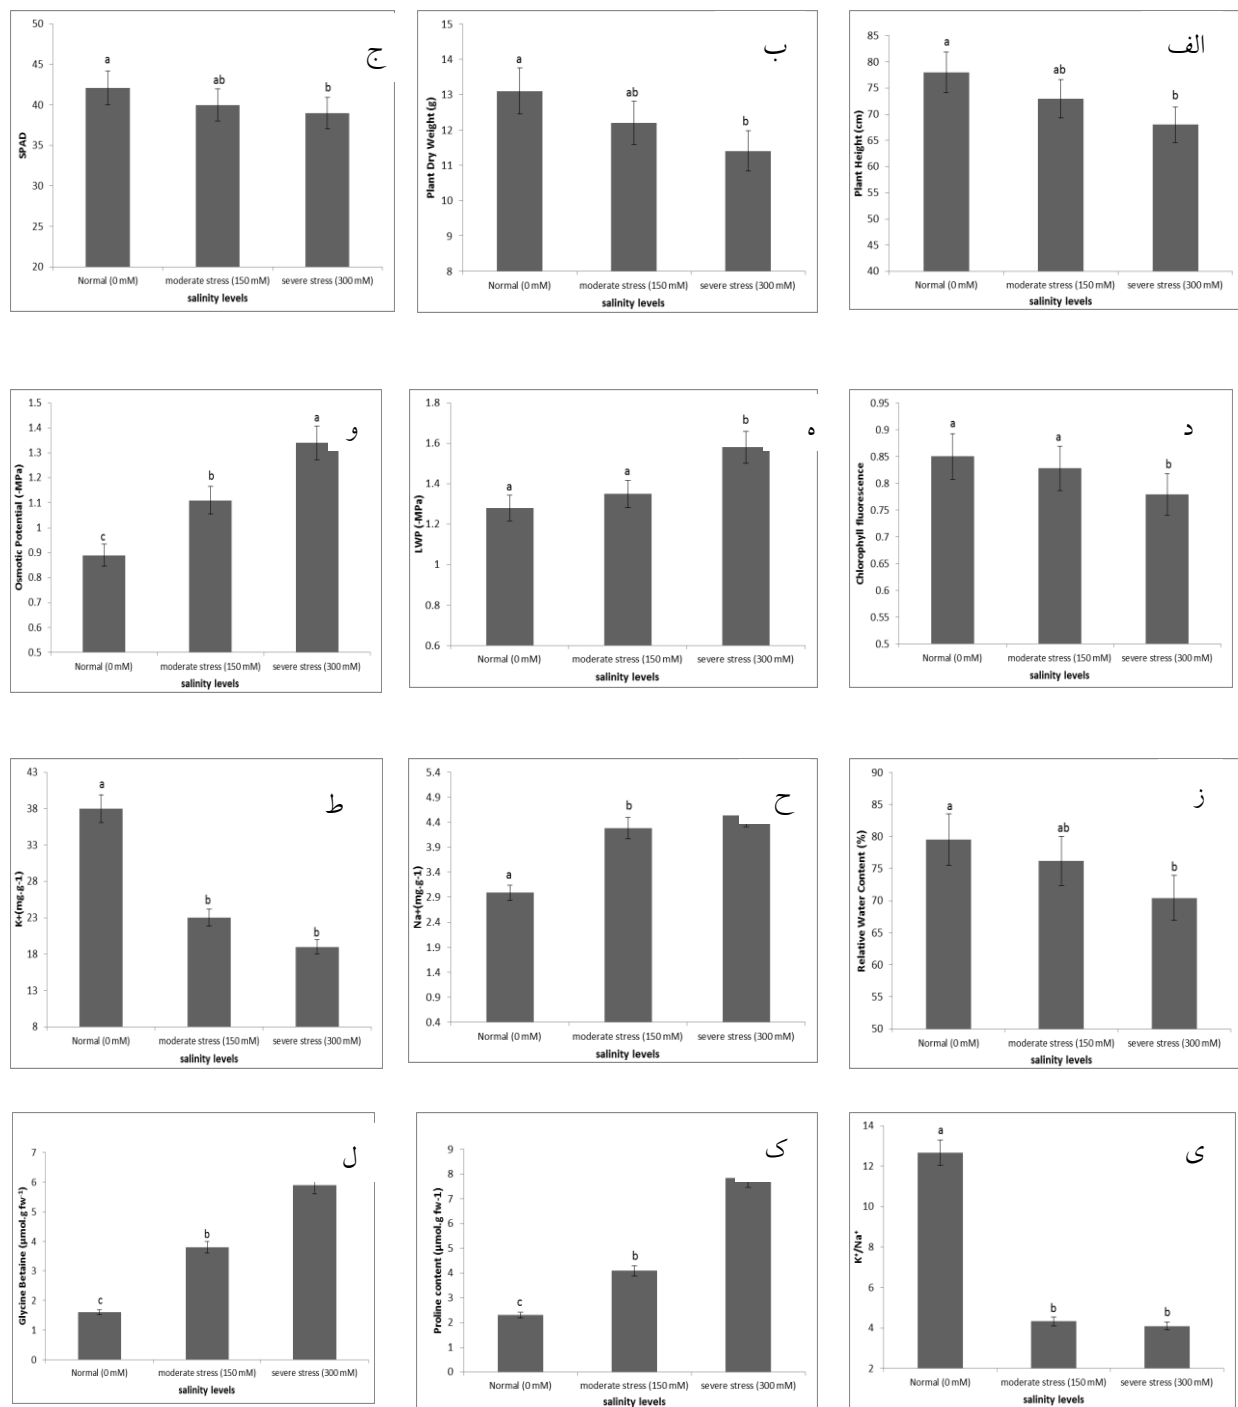 ج
SPAD
50
45
40
35
30
25
20
a
ab
b
Normal (0 mM) moderate stress (150 mM) severe stress (300 mM)
salinity levels
ب
Plant Dry Weight (g)
15
14
13
12
11
10
9
8
a
ab
b
Normal (0 mM) moderate stress (150 mM) severe stress (300 mM)
salinity levels
الف
Plant Height (cm)
85
80
75
70
65
60
55
50
45
40
a
ab
b
Normal (0 mM) moderate stress (150 mM) severe stress (300 mM)
salinity levels
و
Osmotic Potential (-MPa)
1.5
1.4
1.3
1.2
1.1
1
0.9
0.8
0.7
0.6
0.5
c
b
a
Normal (0 mM) moderate stress (150 mM) severe stress (300 mM)
salinity levels
ه
LWP (-MPa)
1.8
1.6
1.4
1.2
1
0.8
0.6
a
a
b
Normal (0 mM) moderate stress (150 mM) severe stress (300 mM)
salinity levels
د
Chlorophyll fluorescence
0.95
0.9
0.85
0.8
0.75
0.7
0.65
0.6
0.55
0.5
a
a
b
Normal (0 mM) moderate stress (150 mM) severe stress (300 mM)
salinity levels
ط
K+(mg.g-1)
43
38
33
28
23
18
13
8
a
b
b
Normal (0 mM) moderate stress (150 mM) severe stress (300 mM)
salinity levels
ح
Na+(mg.g-1)
5.4
4.9
4.4
3.9
3.4
2.9
2.4
1.9
1.4
0.9
0.4
a
b
Normal (0 mM) moderate stress (150 mM) severe stress (300 mM)
salinity levels
ز
Relative Water Content (%)
90
85
80
75
70
65
60
55
50
a
ab
b
Normal (0 mM) moderate stress (150 mM) severe stress (300 mM)
salinity levels
ل
Glycine Betaine (µmol.g fw⁻¹)
7
6
5
4
3
2
1
0
c
b
Normal (0 mM) moderate stress (150 mM) severe stress (300 mM)
salinity levels
ک
Proline content (µmol.g fw-1)
9
8
7
6
5
4
3
2
1
0
c
b
Normal (0 mM) moderate stress (150 mM) severe stress (300 mM)
salinity levels
ی
K⁺/Na⁺
14
12
10
8
6
4
2
a
b
b
Normal (0 mM) moderate stress (150 mM) severe stress (300 mM)
salinity levels